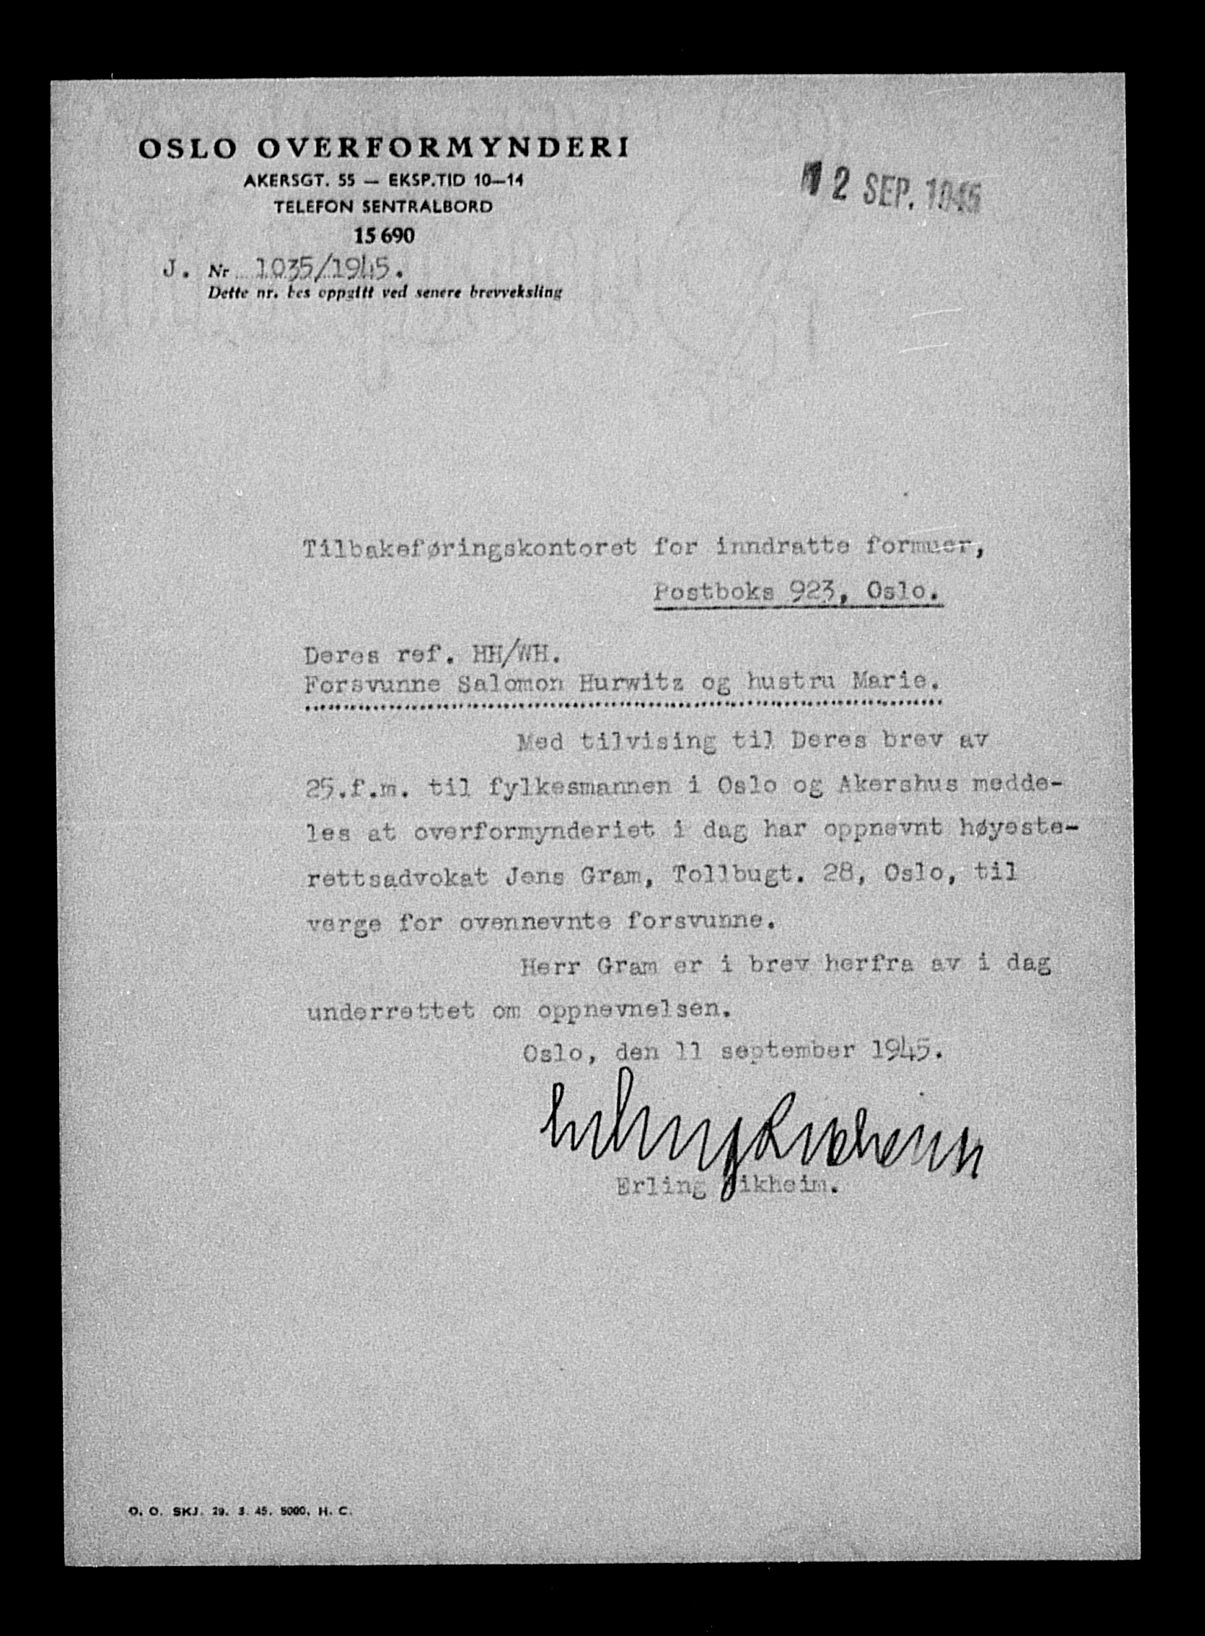 OSLO OVERFORMYNDERI
AKERSGT. 55 — EKSP.TID 10—14
TELEFON SENTRALBORD
15 690
J. Nr 1035/1945.
Dette nr. bes oppgitt ved senere brevveksling
12 SEP. 1945
Tilbakeføringskontoret for inndratte formuer,
Postboks 923, Oslo.
Deres ref. HH/WH.
Forsvunne Salomon Hurwitz og hustru Marie.
Med tilvising til Deres brev av
25.f.m. til fylkesmannen i Oslo og Akershus medde-
les at overformynderiet i dag har oppnevnt høyeste-
rettsadvokat Jens Gram, Tollbugt. 28, Oslo, til
verge for ovennevnte forsvunne.
Herr Gram er i brev herfra av i dag
underrettet om oppnevnelsen.
Oslo, den 11 september 1945.
Erling
O. O. SKJ. 29. 3. 45. 5000. H. C.